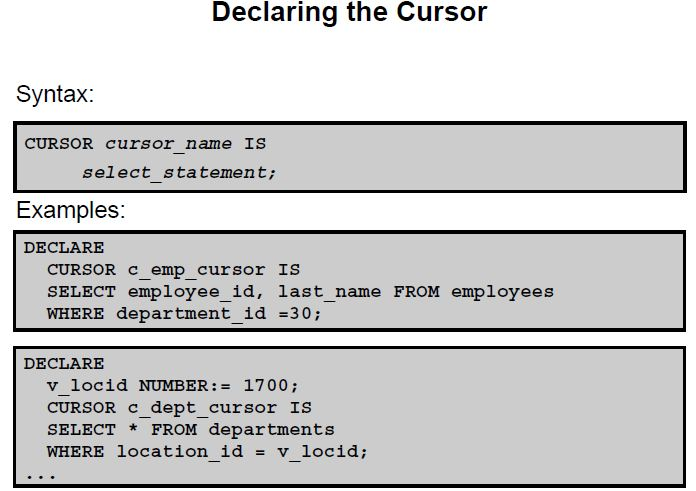 Declaring the Cursor
Syntax:
CURSOR cursor_name IS
select_statement;
Examples:
DECLARE
CURSOR c_emp_cursor IS
SELECT employee_id, last_name FROM employees
WHERE department_id =30;
DECLARE
v_locid NUMBER:= 1700;
CURSOR c_dept_cursor IS
SELECT * FROM departments
WHERE location_id = v_locid;
...